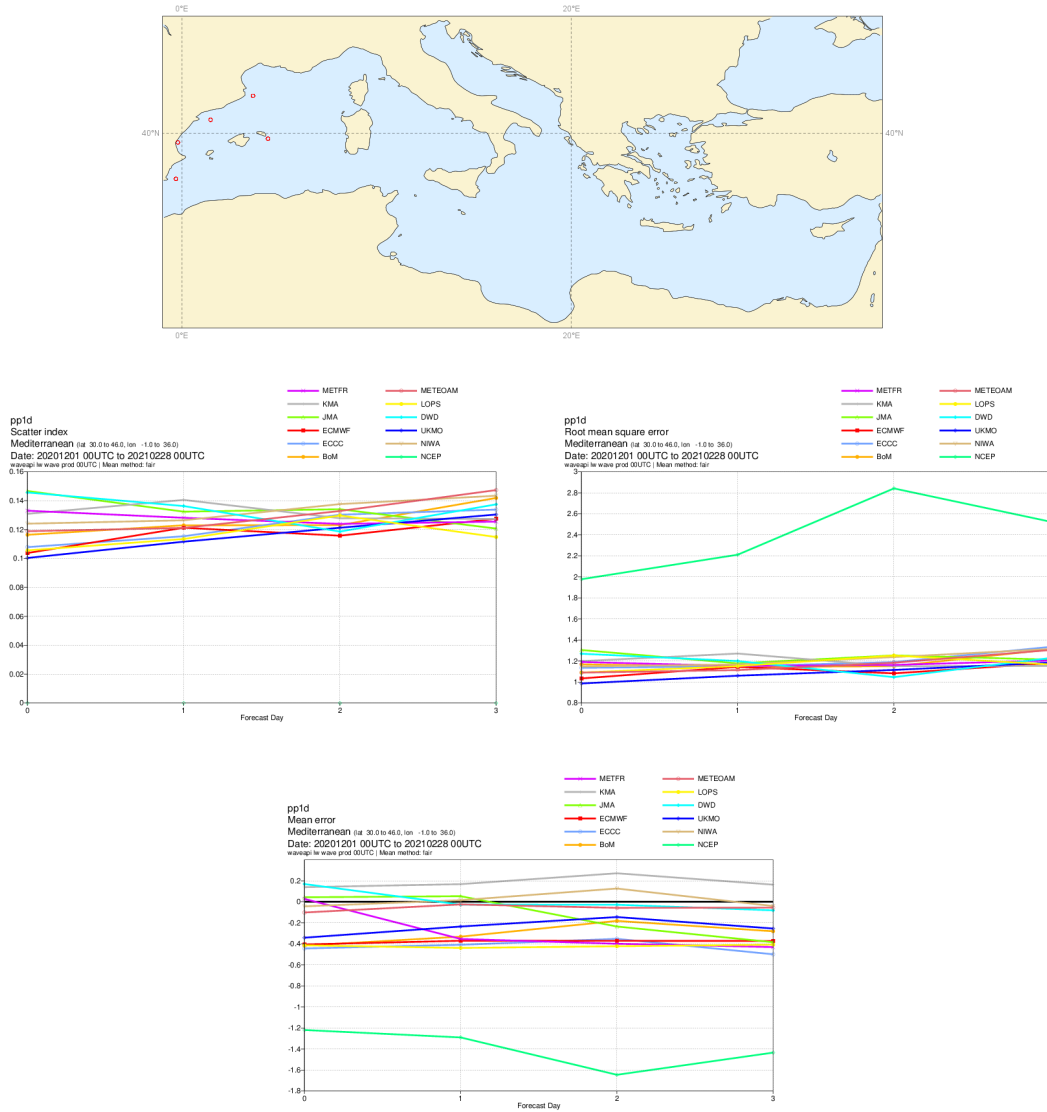 0°E 20°E
40°N 40°N
0°E 20°E
METFR METEOAM
KMA LOPS
JMA DWD
ECMWF UKMO
ECCC NIWA
BoM NCEP
pp1d
Scatter index
Mediterranean (lat 30.0 to 46.0, lon -1.0 to 36.0)
Date: 20201201 00UTC to 20210228 00UTC
waveapi lw wave prod 00UTC | Mean method: fair
0.16
0.14
0.12
0.1
0.08
0.06
0.04
0.02
0
0 1 2 3
Forecast Day
METFR METEOAM
KMA LOPS
JMA DWD
ECMWF UKMO
ECCC NIWA
BoM NCEP
pp1d
Root mean square error
Mediterranean (lat 30.0 to 46.0, lon -1.0 to 36.0)
Date: 20201201 00UTC to 20210228 00UTC
waveapi lw wave prod 00UTC | Mean method: fair
3
2.8
2.6
2.4
2.2
2
1.8
1.6
1.4
1.2
1
0.8
0 1 2
Forecast Day
METFR METEOAM
KMA LOPS
JMA DWD
ECMWF UKMO
ECCC NIWA
BoM NCEP
pp1d
Mean error
Mediterranean (lat 30.0 to 46.0, lon -1.0 to 36.0)
Date: 20201201 00UTC to 20210228 00UTC
waveapi lw wave prod 00UTC | Mean method: fair
0.2
0
-0.2
-0.4
-0.6
-0.8
-1
-1.2
-1.4
-1.6
-1.8
0 1 2 3
Forecast Day